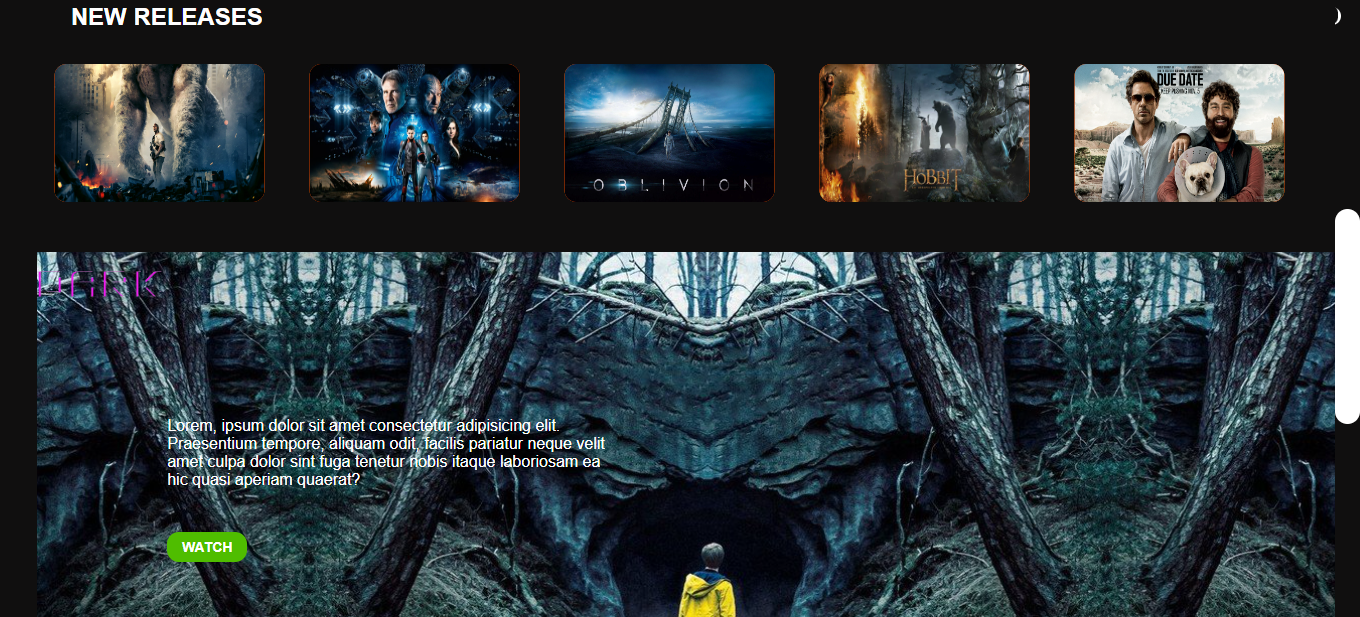 NEW RELEASES
OBLIVION
THE HOBBIT
DUE DATE
Lorem, ipsum dolor sit amet consectetur adipisicing elit.
Praesentium tempore, aliquam odit, facilis pariatur neque velit
amet culpa dolor sint fuga tenetur nobis itaque laboriosam ea
hic quasi aperiam quaerat?
WATCH